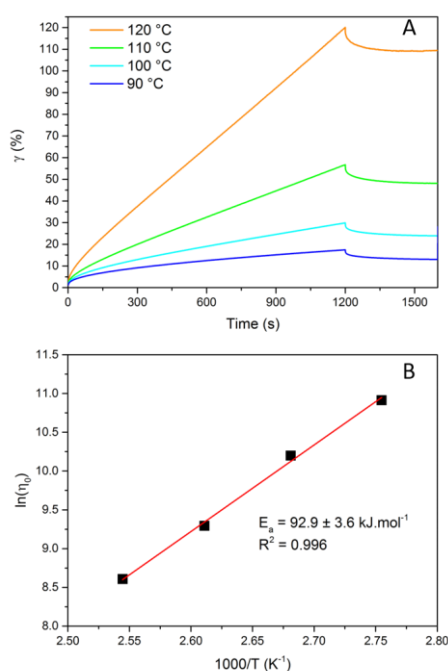 A
120 °C
110 °C
100 °C
90 °C
γ (%)
120
110
100
90
80
70
60
50
40
30
20
10
0
0 300 600 900 1200 1500
Time (s)
B
ln(η₀)
11.5
11.0
10.5
10.0
9.5
9.0
8.5
8.0
Eₐ = 92.9 ± 3.6 kJ.mol⁻¹
R² = 0.996
2.50 2.55 2.60 2.65 2.70 2.75 2.80
1000/T (K⁻¹)